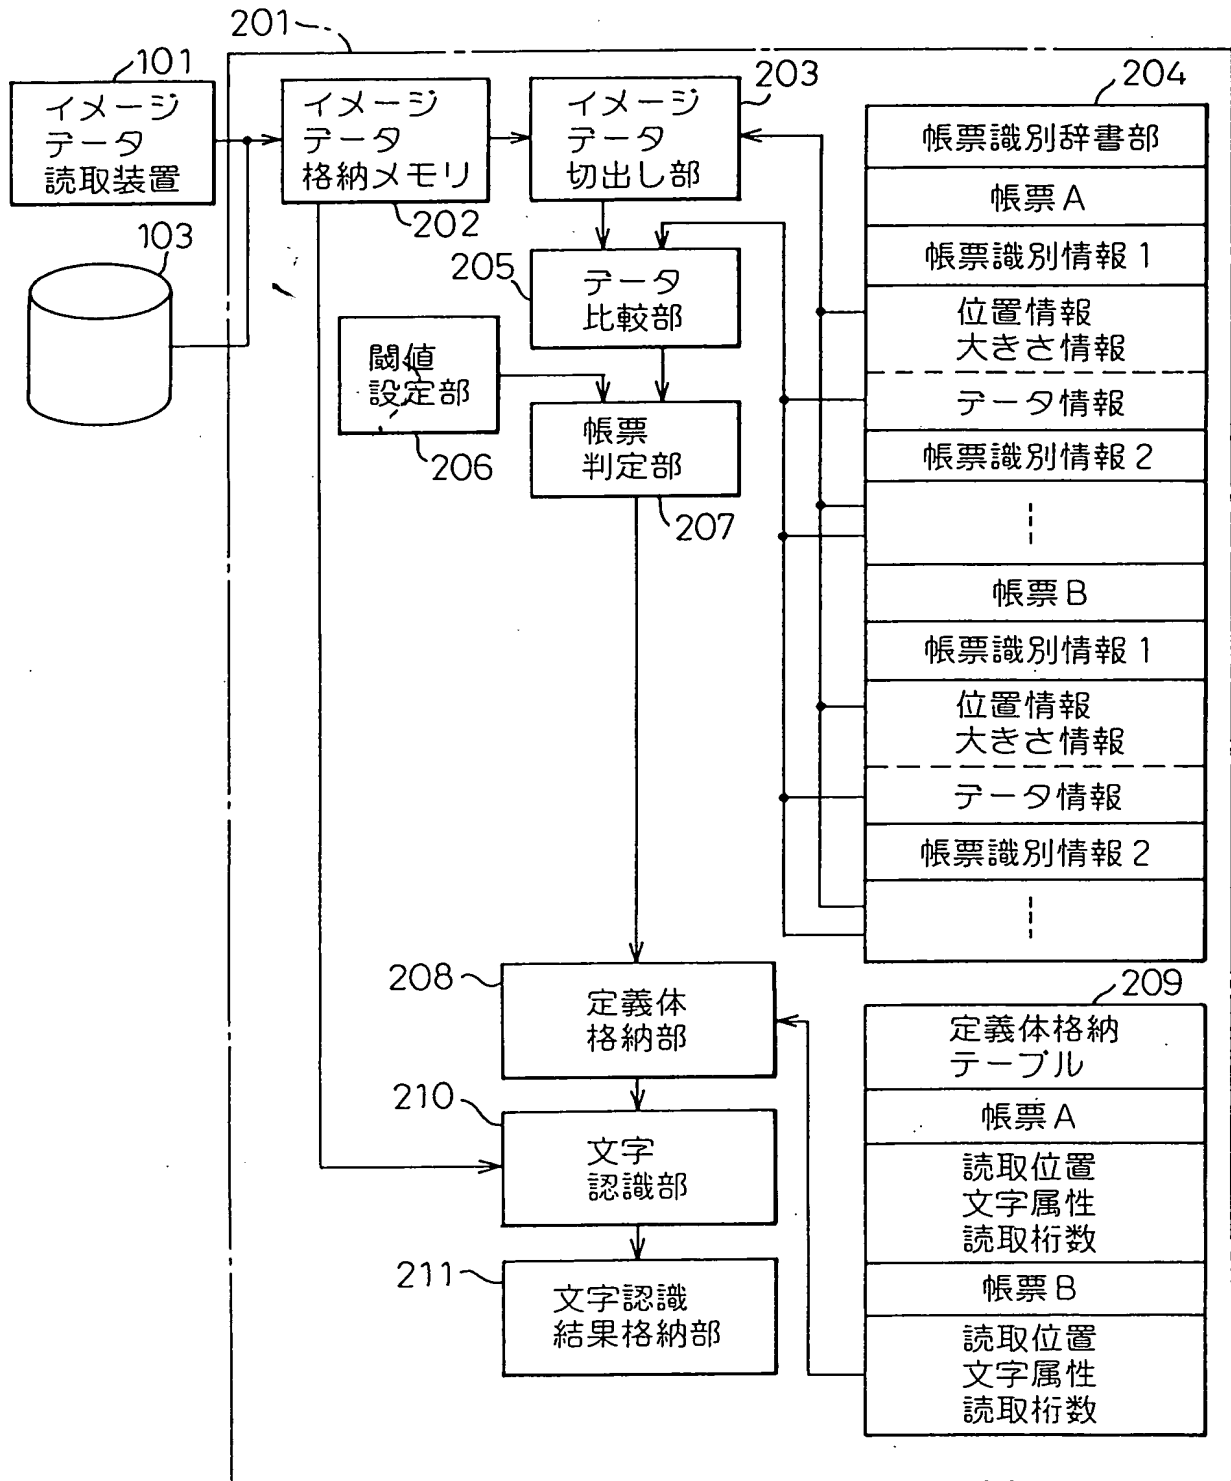 201
101
イメージ
データ
読取装置
イメージ
データ
格納メモリ
202
203
イメージ
データ
切出し部
103
205
データ
比較部
閾値
設定部
206
帳票
判定部
207
204
帳票識別辞書部
帳票A
帳票識別情報1
位置情報
大きさ情報
データ情報
帳票識別情報2
帳票B
帳票識別情報1
位置情報
大きさ情報
データ情報
帳票識別情報2
208
定義体
格納部
209
定義体格納
テーブル
帳票A
読取位置
文字属性
読取桁数
帳票B
読取位置
文字属性
読取桁数
210
文字
認識部
211
文字認識
結果格納部